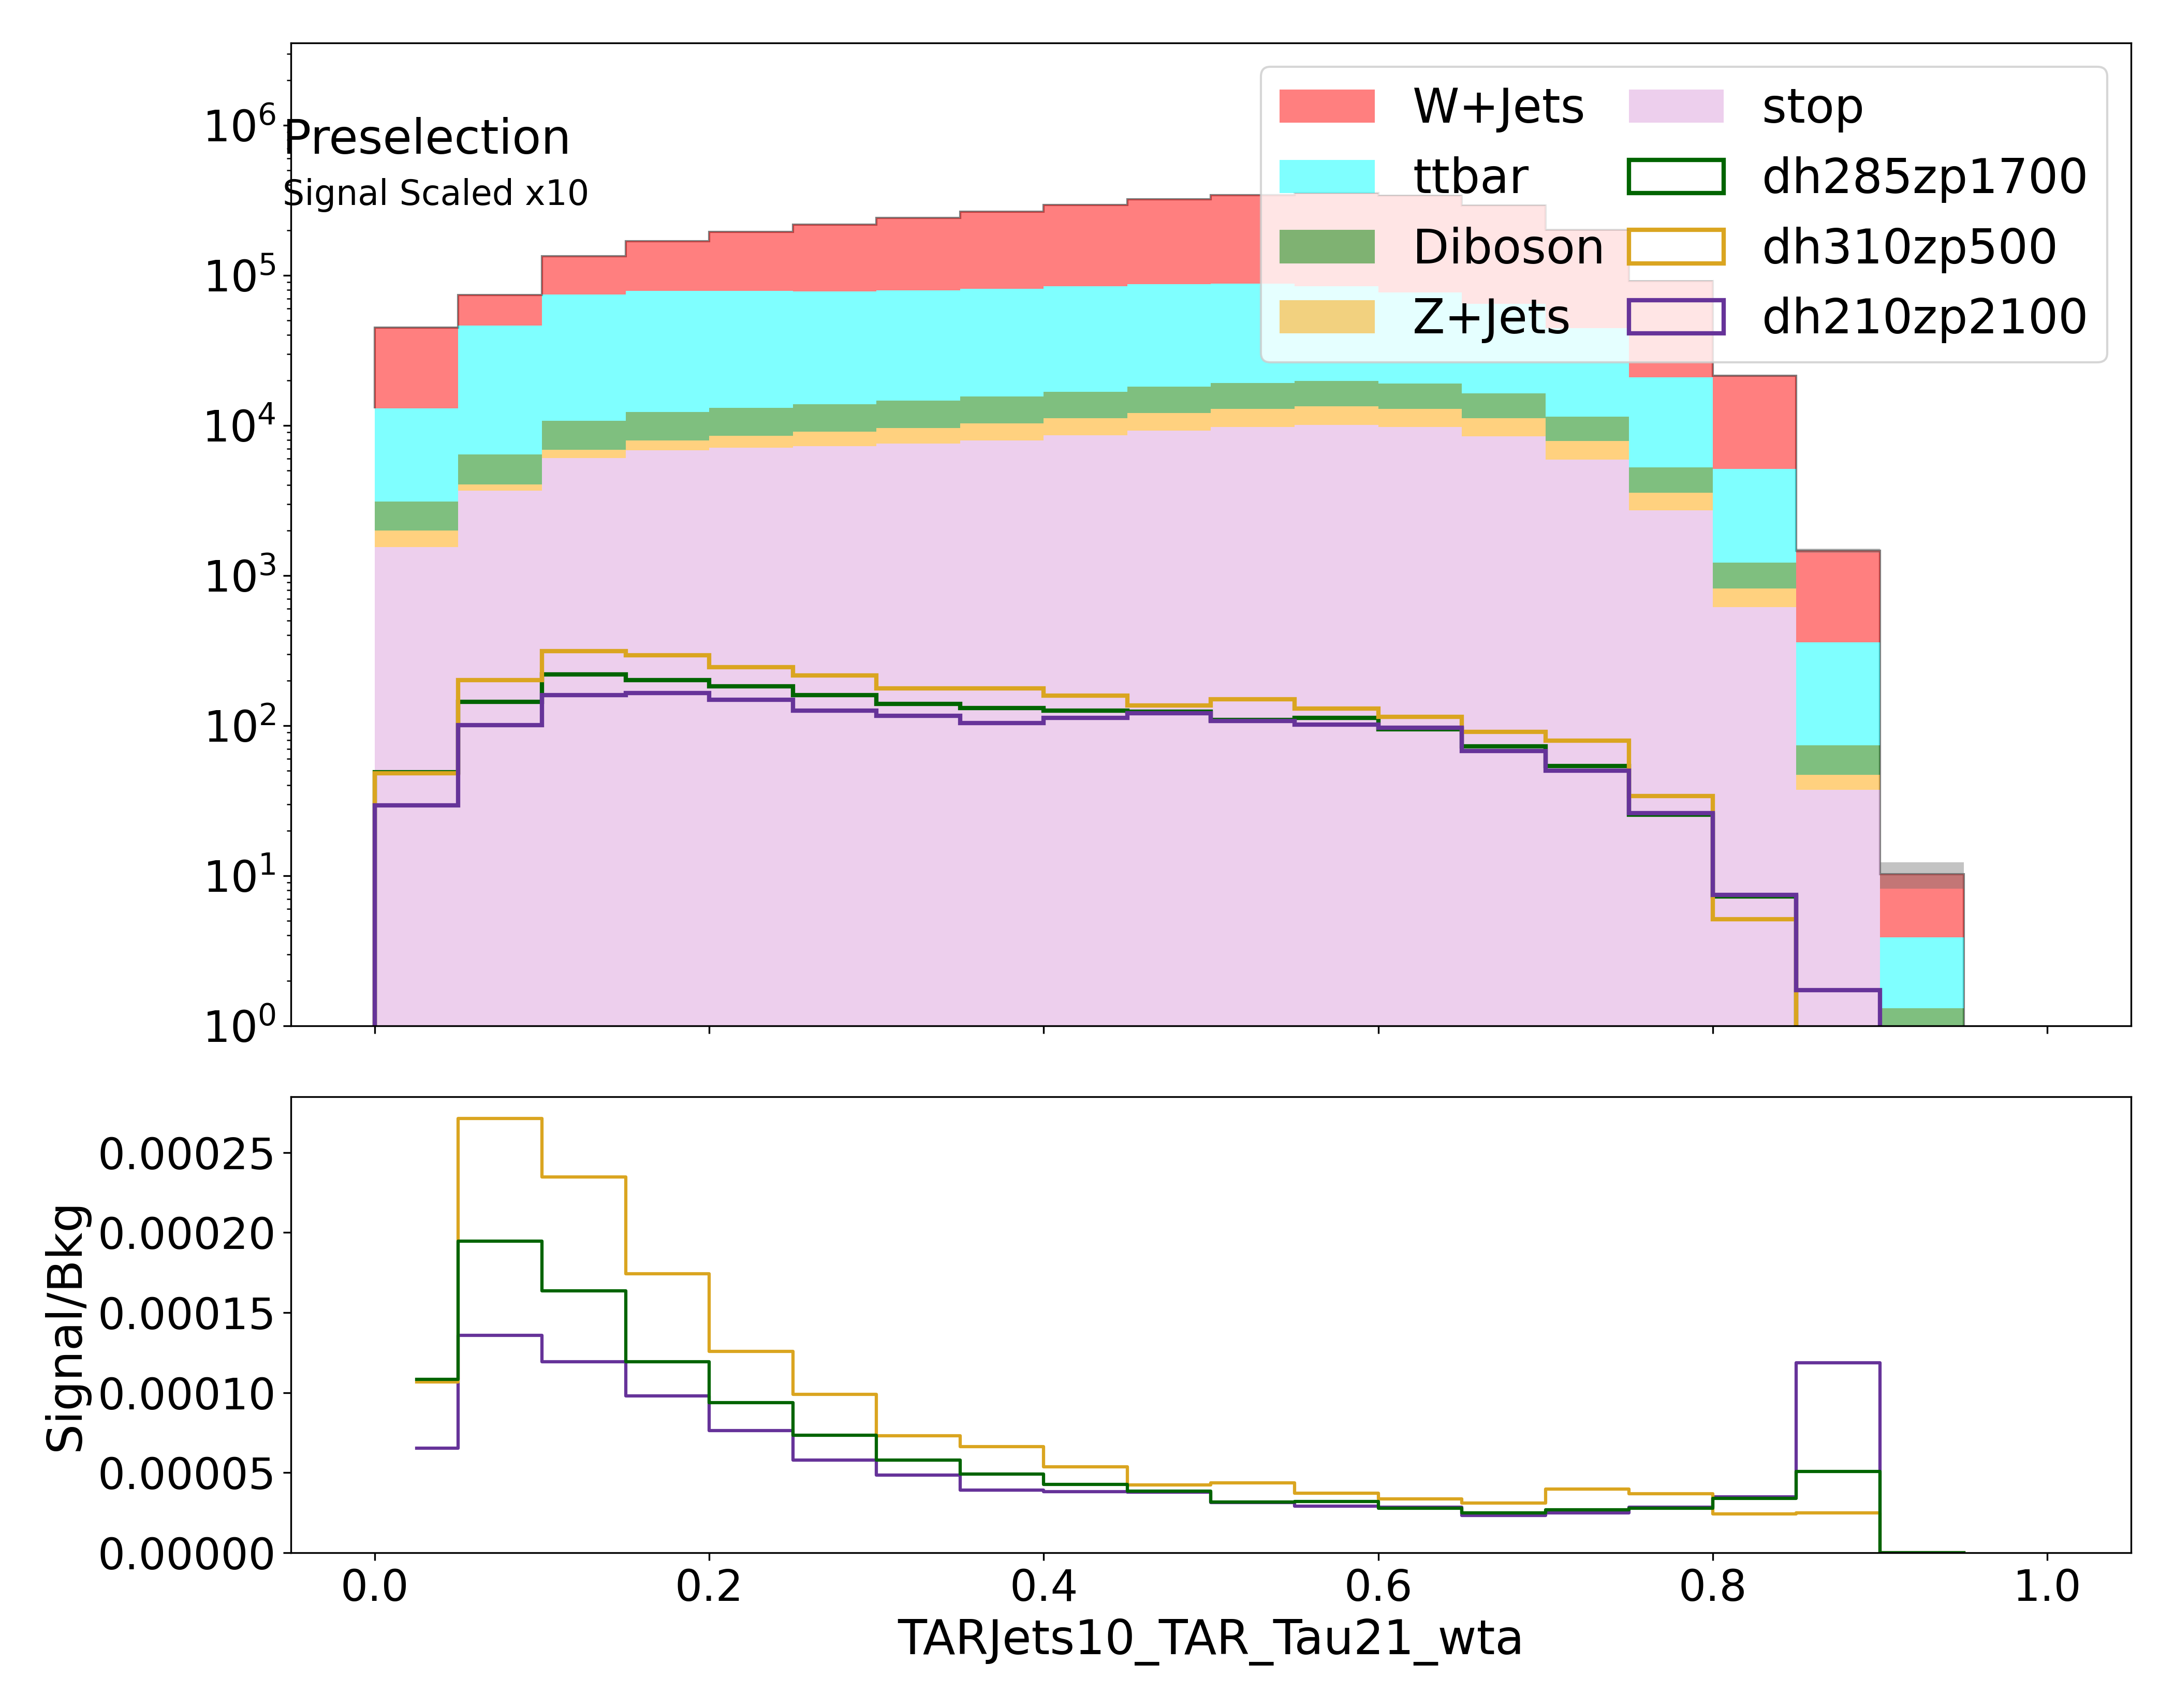 Preselection
Signal Scaled x10
W+Jets
ttbar
Diboson
Z+Jets
stop
dh285zp1700
dh310zp500
dh210zp2100
10^6
10^5
10^4
10^3
10^2
10^1
10^0
Signal/Bkg
0.00025
0.00020
0.00015
0.00010
0.00005
0.00000
0.0 0.2 0.4 0.6 0.8 1.0
TARJets10_TAR_Tau21_wta